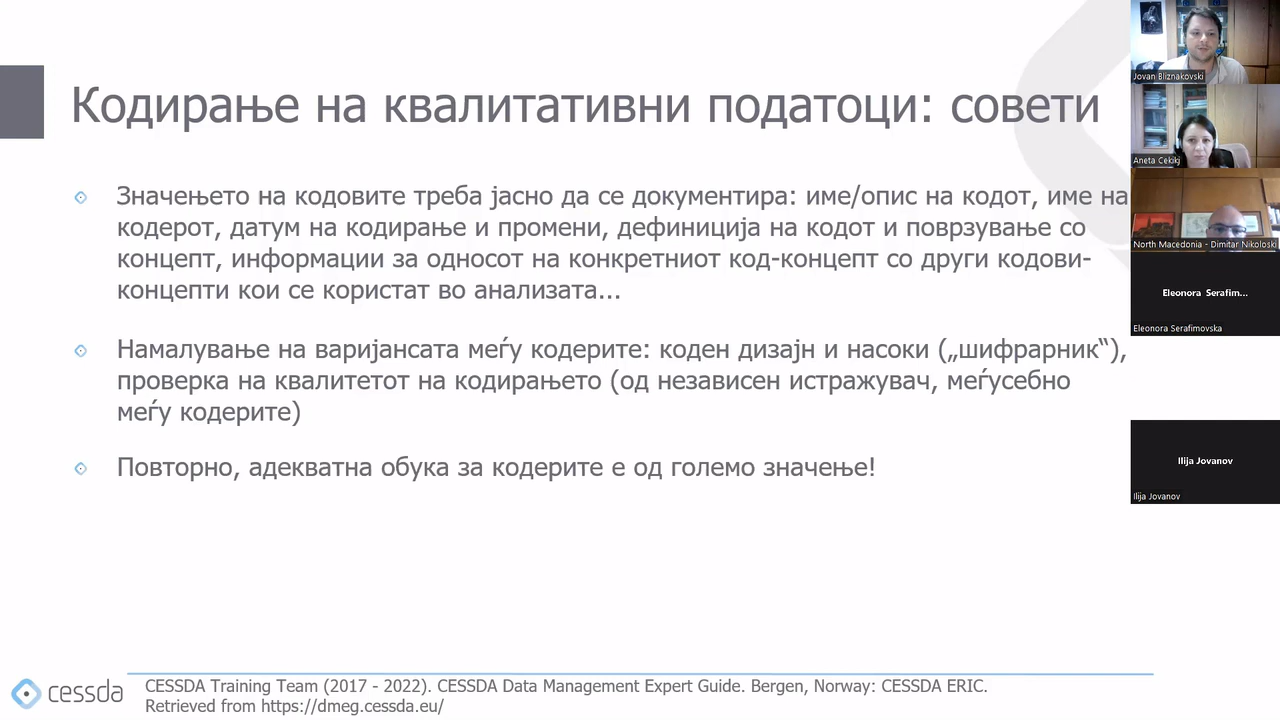 Кодирање на квалитативни податоци: совети
Значењето на кодовите треба јасно да се документира: име/опис на кодот, име на
кодерот, датум на кодирање и промени, дефиниција на кодот и поврзување со
концепт, информации за односот на конкретниот код-концепт со други кодови-
концепти кои се користат во анализата...
Намалување на варијансата меѓу кодерите: коден дизајн и насоки („шифрарник“),
проверка на квалитетот на кодирањето (од независен истражувач, меѓусебно
меѓу кодерите)
Повторно, адекватна обука за кодерите е од големо значење!
cessda
CESSDA Training Team (2017 - 2022). CESSDA Data Management Expert Guide. Bergen, Norway: CESSDA ERIC.
Retrieved from https://dmeg.cessda.eu/
Jovan Bliznakovski
Aneta Cekikj
North Macedonia - Dimitar Nikoloski
Eleonora Serafim...
Eleonora Serafimovska
Ilija Jovanov
Ilija Jovanov